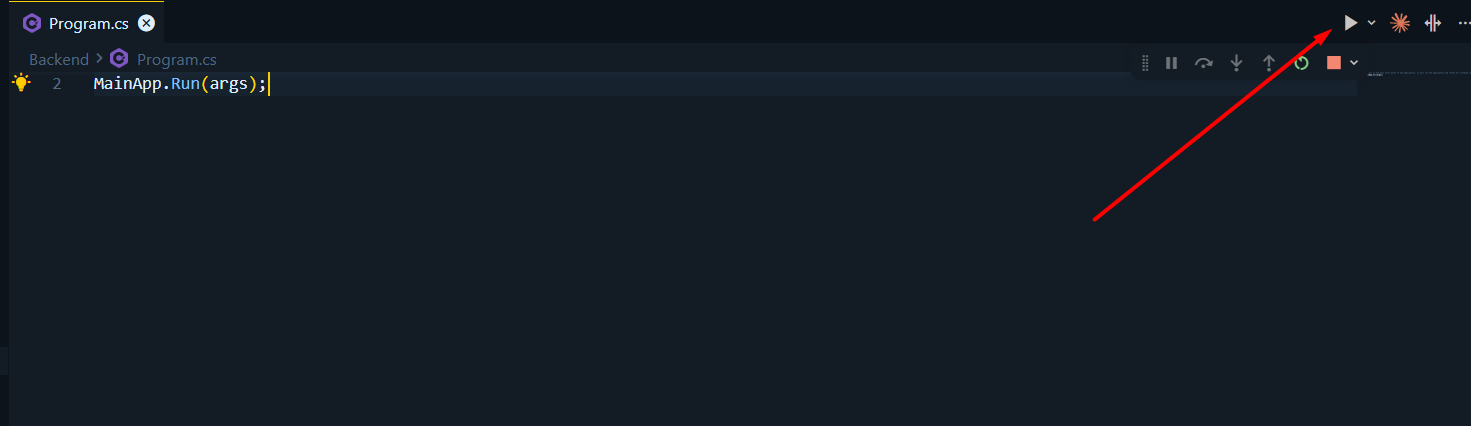 Program.cs
Backend > Program.cs
2 MainApp.Run(args);